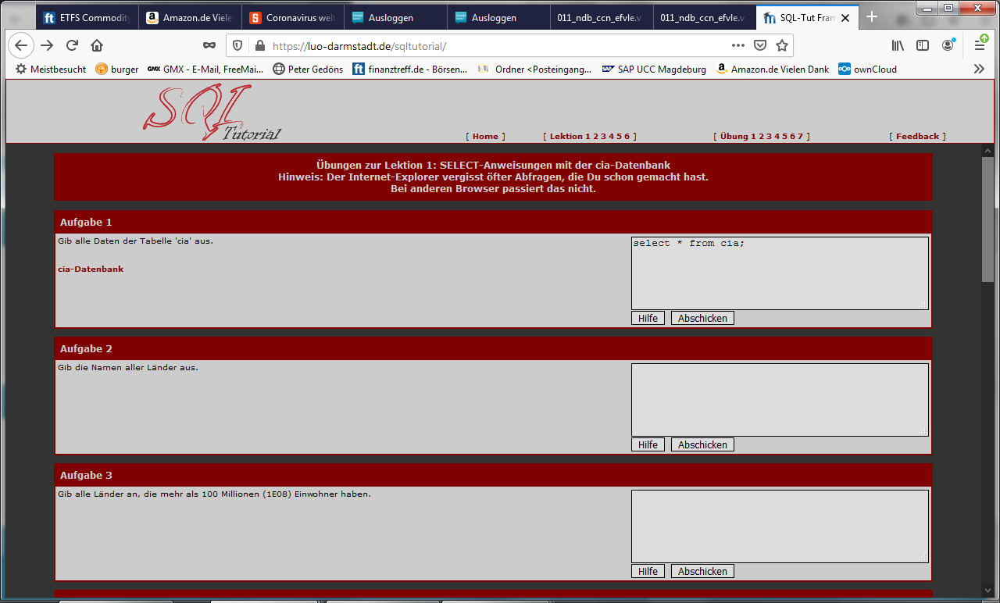 ETFS Commodity
Amazon.de Viele
Coronavirus welt
Ausloggen
Ausloggen
011_ndb_ccn_efvle.v
011_ndb_ccn_efvle.v
SQL-Tut Fram
https://luo-darmstadt.de/sqltutorial/
Meistbesucht
burger
GMX - E-Mail, FreeMai...
Peter Gedöns
finanztreff.de - Börsen...
Ordner <Posteingang...
SAP UCC Magdeburg
Amazon.de Vielen Dank
ownCloud
SQl
Tutorial
[ Home ]
[ Lektion 1 2 3 4 5 6 ]
[ Übung 1 2 3 4 5 6 7 ]
[ Feedback ]
Übungen zur Lektion 1: SELECT-Anweisungen mit der cia-Datenbank
Hinweis: Der Internet-Explorer vergisst öfter Abfragen, die Du schon gemacht hast.
Bei anderen Browser passiert das nicht.
Aufgabe 1
Gib alle Daten der Tabelle 'cia' aus.
cia-Datenbank
select * from cia;
Hilfe
Abschicken
Aufgabe 2
Gib die Namen aller Länder aus.
Hilfe
Abschicken
Aufgabe 3
Gib alle Länder an, die mehr als 100 Millionen (1E08) Einwohner haben.
Hilfe
Abschicken